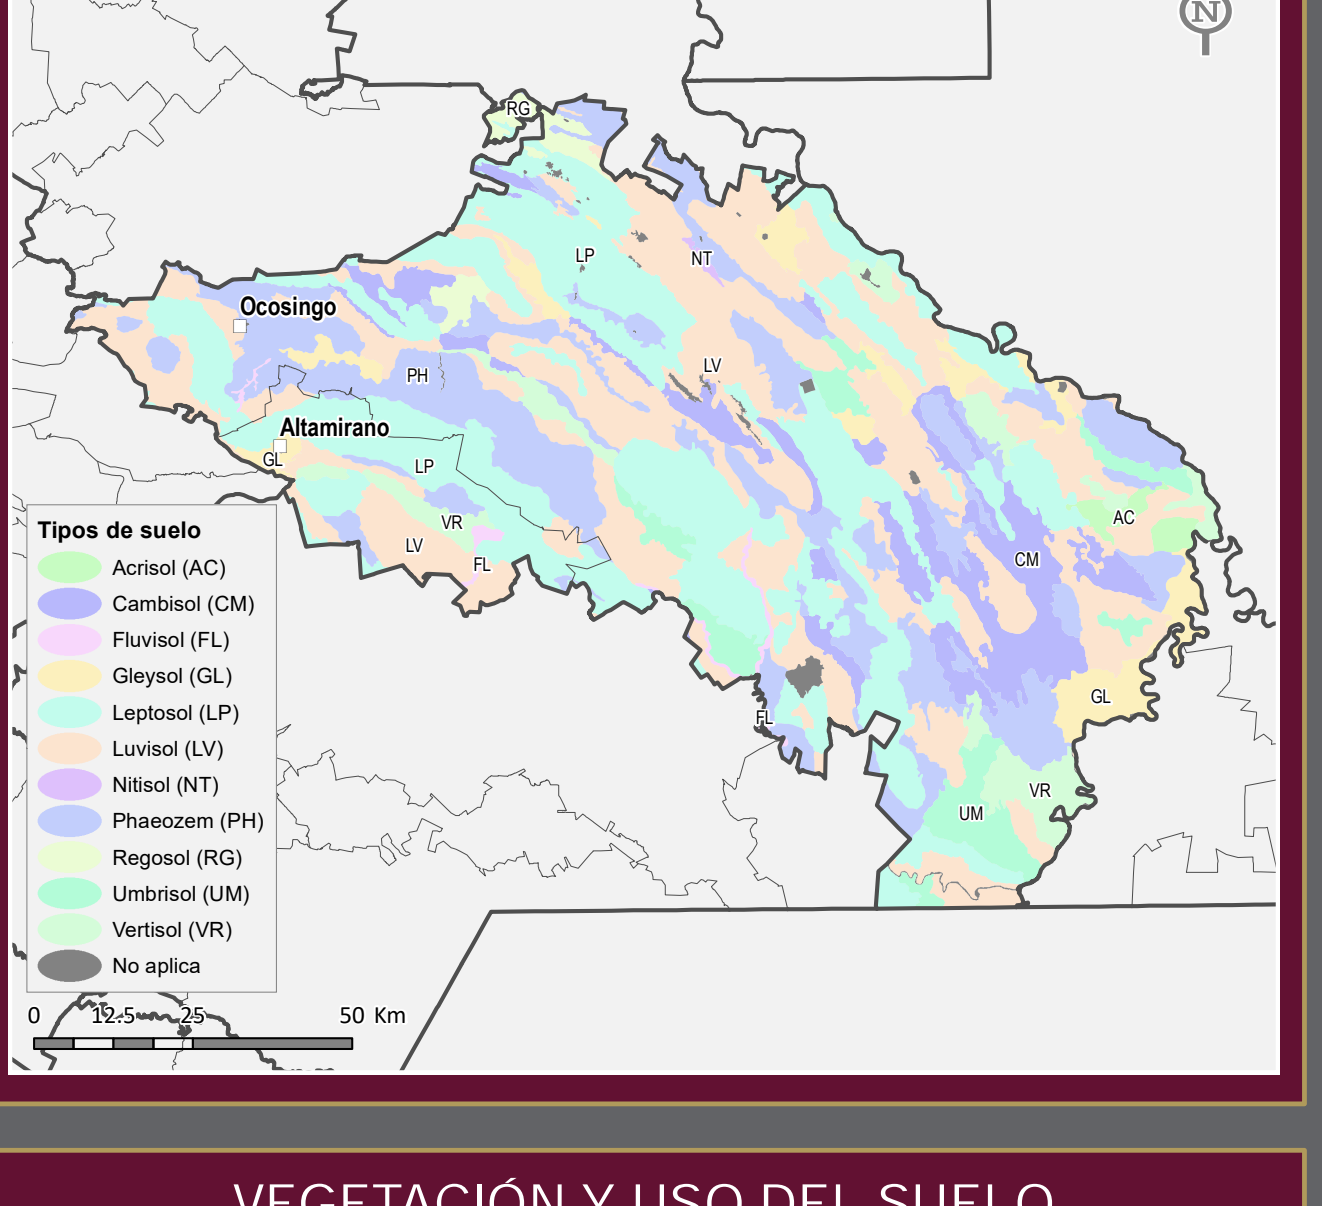 N
RG
LP
NT
Ocosingo
LV
PH
Altamirano
GL
LP
AC
VR
LV
FL
CM
GL
FL
VR
UM
Tipos de suelo
Acrisol (AC)
Cambisol (CM)
Fluvisol (FL)
Gleysol (GL)
Leptosol (LP)
Luvisol (LV)
Nitisol (NT)
Phaeozem (PH)
Regosol (RG)
Umbrisol (UM)
Vertisol (VR)
No aplica
0 12.5 25 50 Km
VEGETACIÓN Y USO DEL SUELO